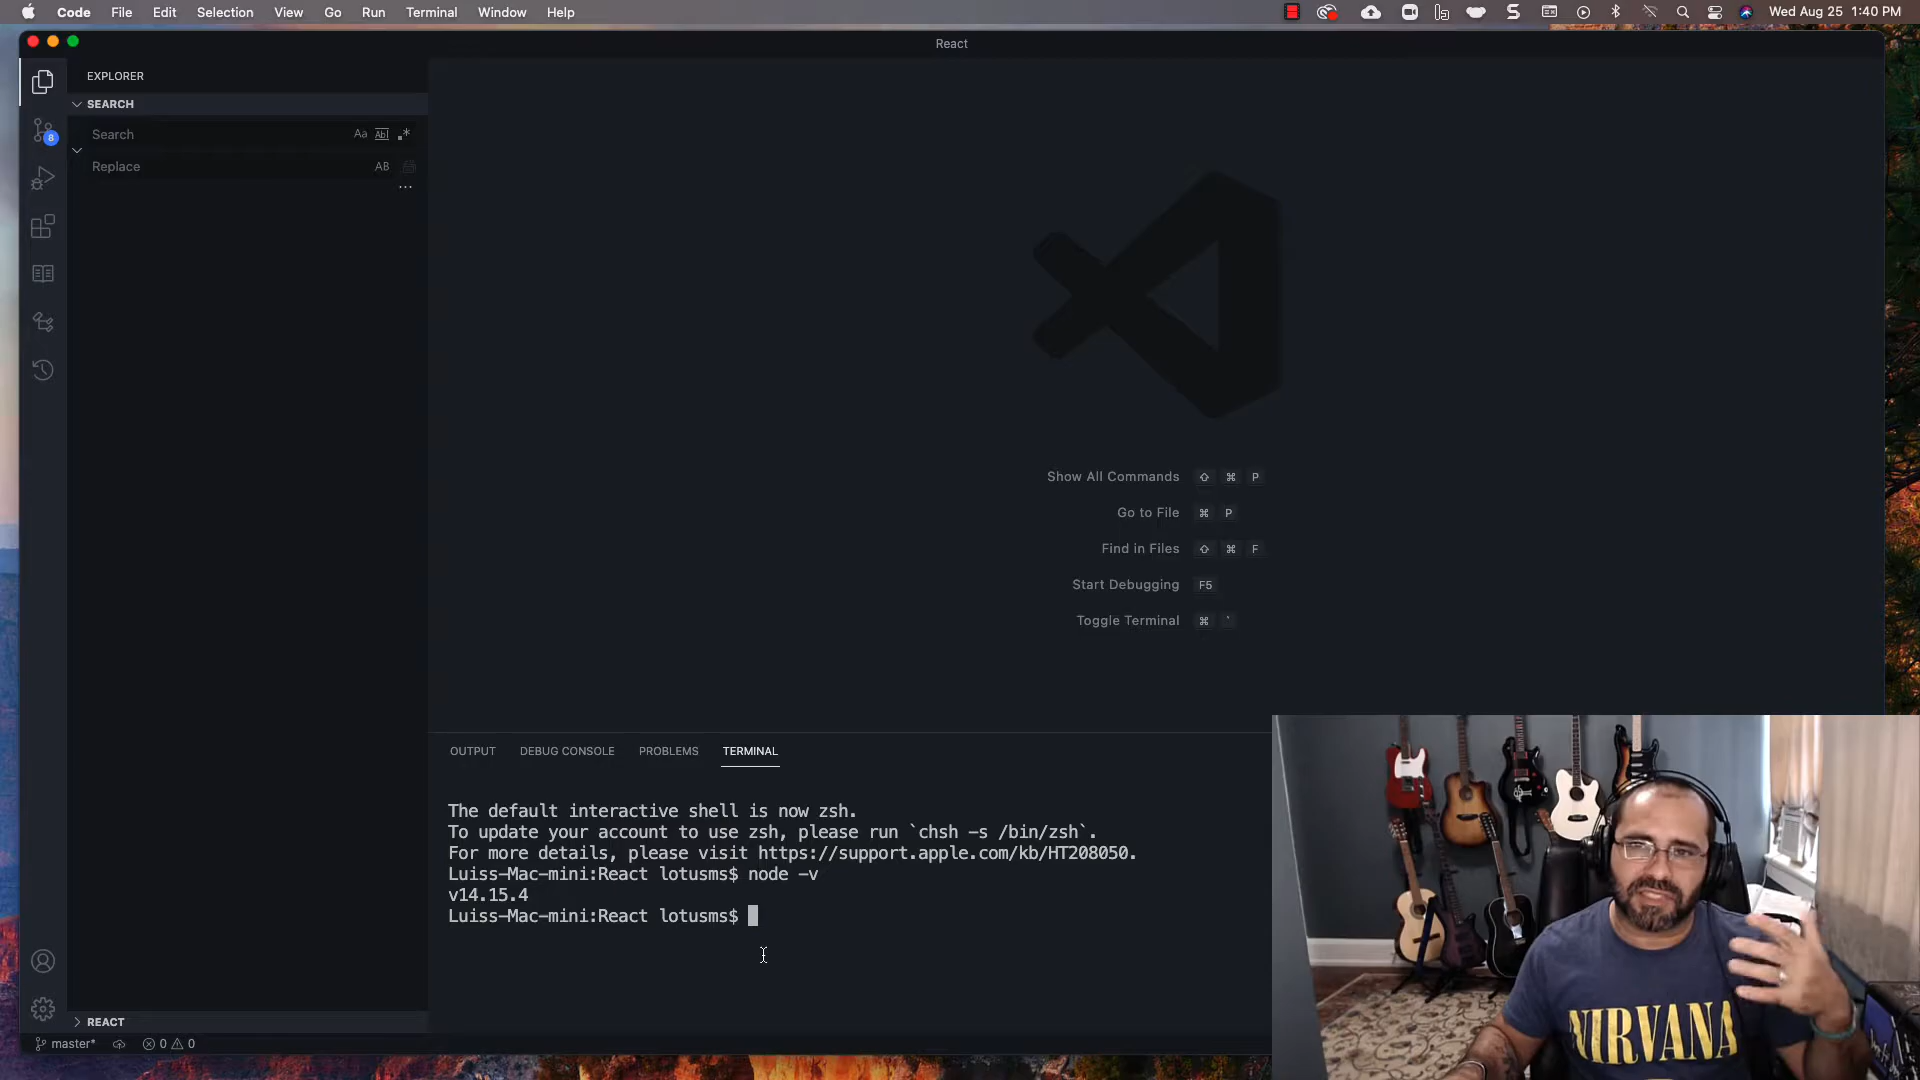 Code File Edit Selection View Go Run Terminal Window Help
Wed Aug 25 1:40 PM
React
EXPLORER
SEARCH
Search Aa Abl .*
Replace AB
...
8
Show All Commands ⇧ ⌘ P
Go to File ⌘ P
Find in Files ⇧ ⌘ F
Start Debugging F5
Toggle Terminal ⌘ `
OUTPUT DEBUG CONSOLE PROBLEMS TERMINAL
The default interactive shell is now zsh.
To update your account to use zsh, please run `chsh -s /bin/zsh`.
For more details, please visit https://support.apple.com/kb/HT208050.
Luiss-Mac-mini:React lotusms$ node -v
v14.15.4
Luiss-Mac-mini:React lotusms$
REACT
master* 0 0
NIRVANA